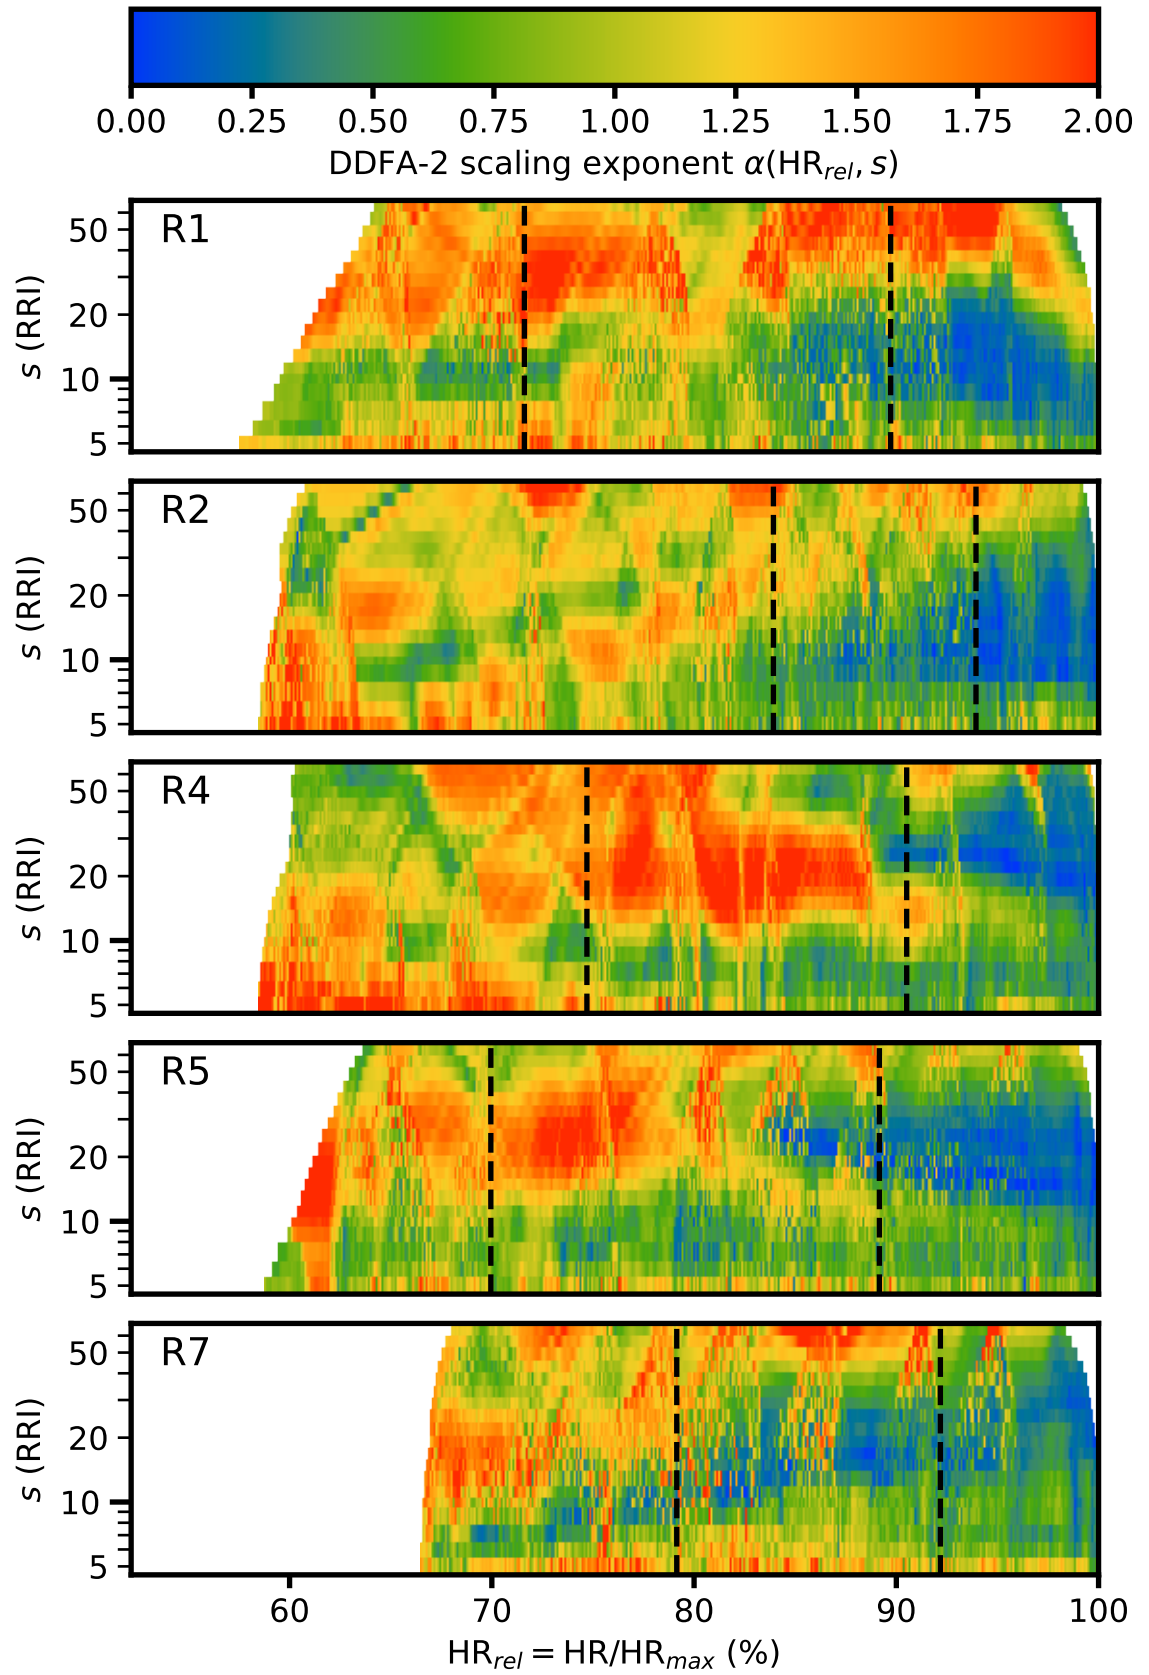 0.00 0.25 0.50 0.75 1.00 1.25 1.50 1.75 2.00
DDFA-2 scaling exponent α(HR_rel, s)
R1
50
20
10
5
s (RRI)
R2
50
20
10
5
s (RRI)
R4
50
20
10
5
s (RRI)
R5
50
20
10
5
s (RRI)
R7
50
20
10
5
s (RRI)
60 70 80 90 100
HR_rel = HR/HR_max (%)